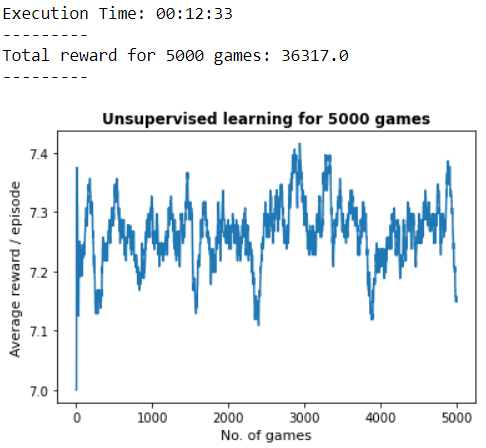 Execution Time: 00:12:33
---------
Total reward for 5000 games: 36317.0
---------
Unsupervised learning for 5000 games
Average reward / episode
7.4
7.3
7.2
7.1
7.0
0 1000 2000 3000 4000 5000
No. of games